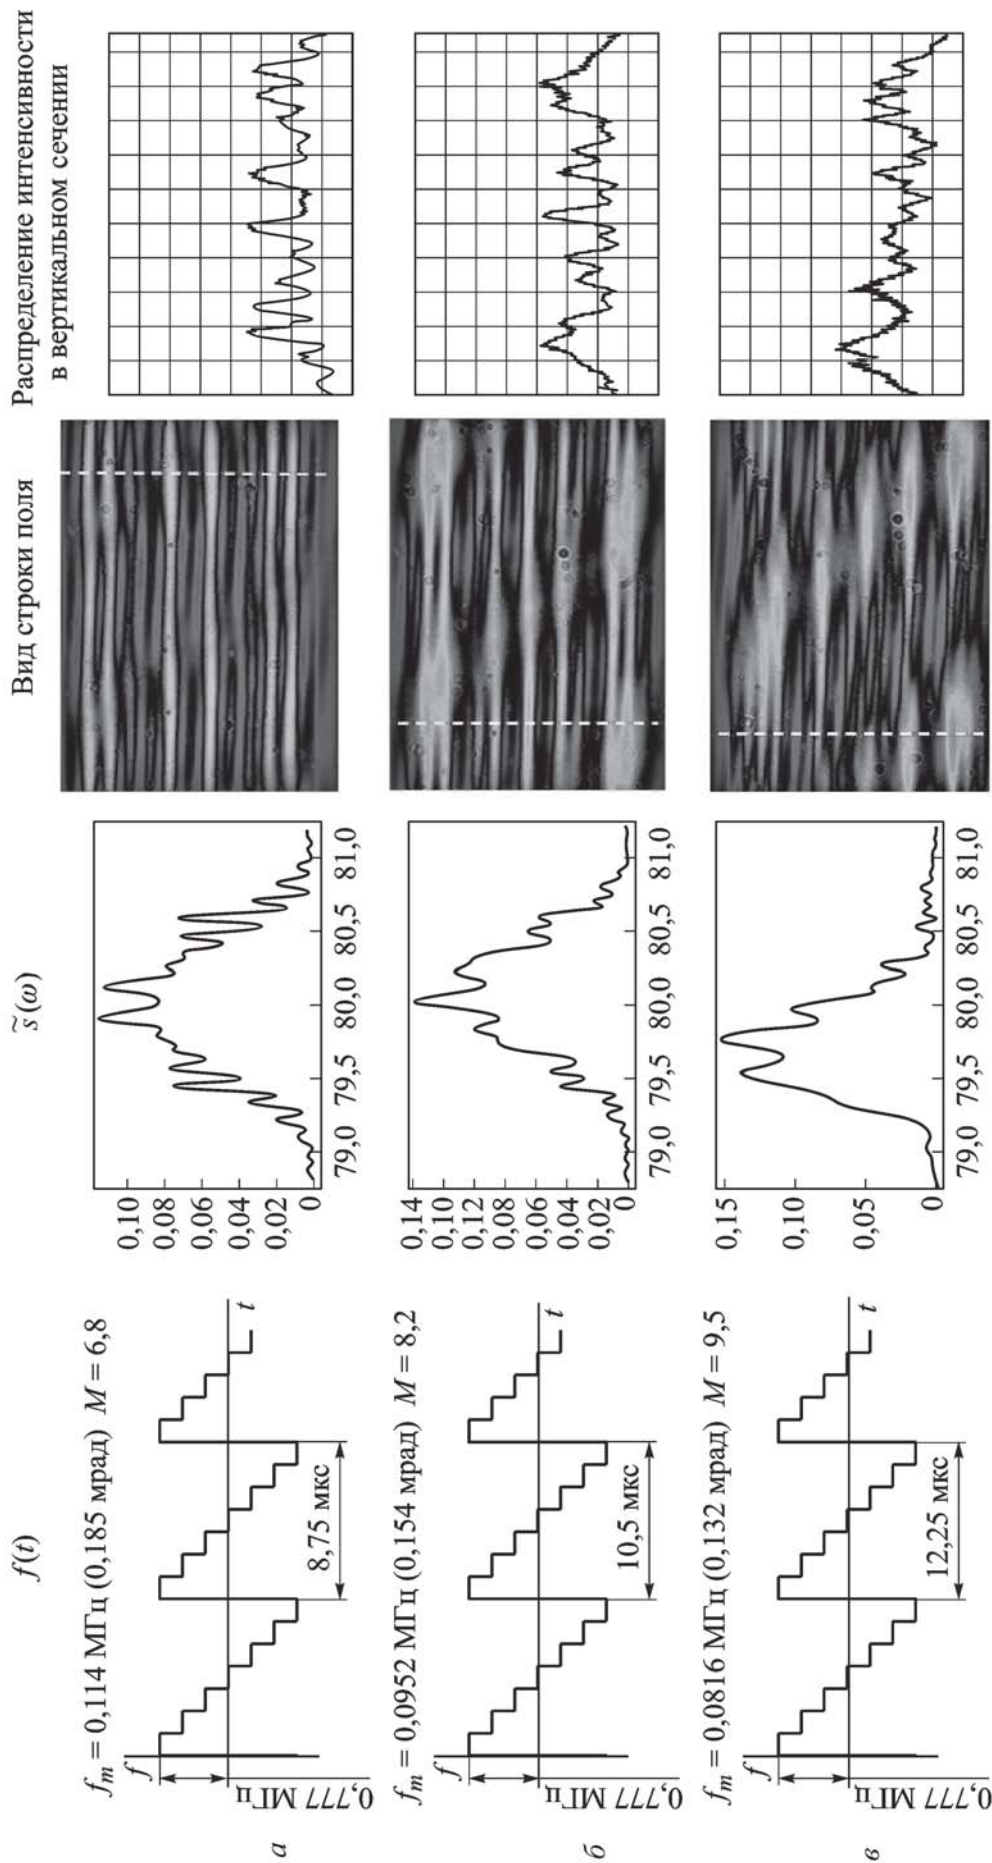 f(t)
s̃(ω)
Вид строки поля
Распределение интенсивности
в вертикальном сечении
а
f_m = 0,114 МГц (0,185 мрад) M = 6,8
f
0,777 МГц
8,75 мкс
t
0,10
0,08
0,06
0,04
0,02
0
79,0
79,5
80,0
80,5
81,0
б
f_m = 0,0952 МГц (0,154 мрад) M = 8,2
f
0,777 МГц
10,5 мкс
t
0,14
0,10
0,12
0,08
0,06
0,04
0,02
0
79,0
79,5
80,0
80,5
81,0
в
f_m = 0,0816 МГц (0,132 мрад) M = 9,5
f
0,777 МГц
12,25 мкс
t
0,15
0,10
0,05
0
79,0
79,5
80,0
80,5
81,0